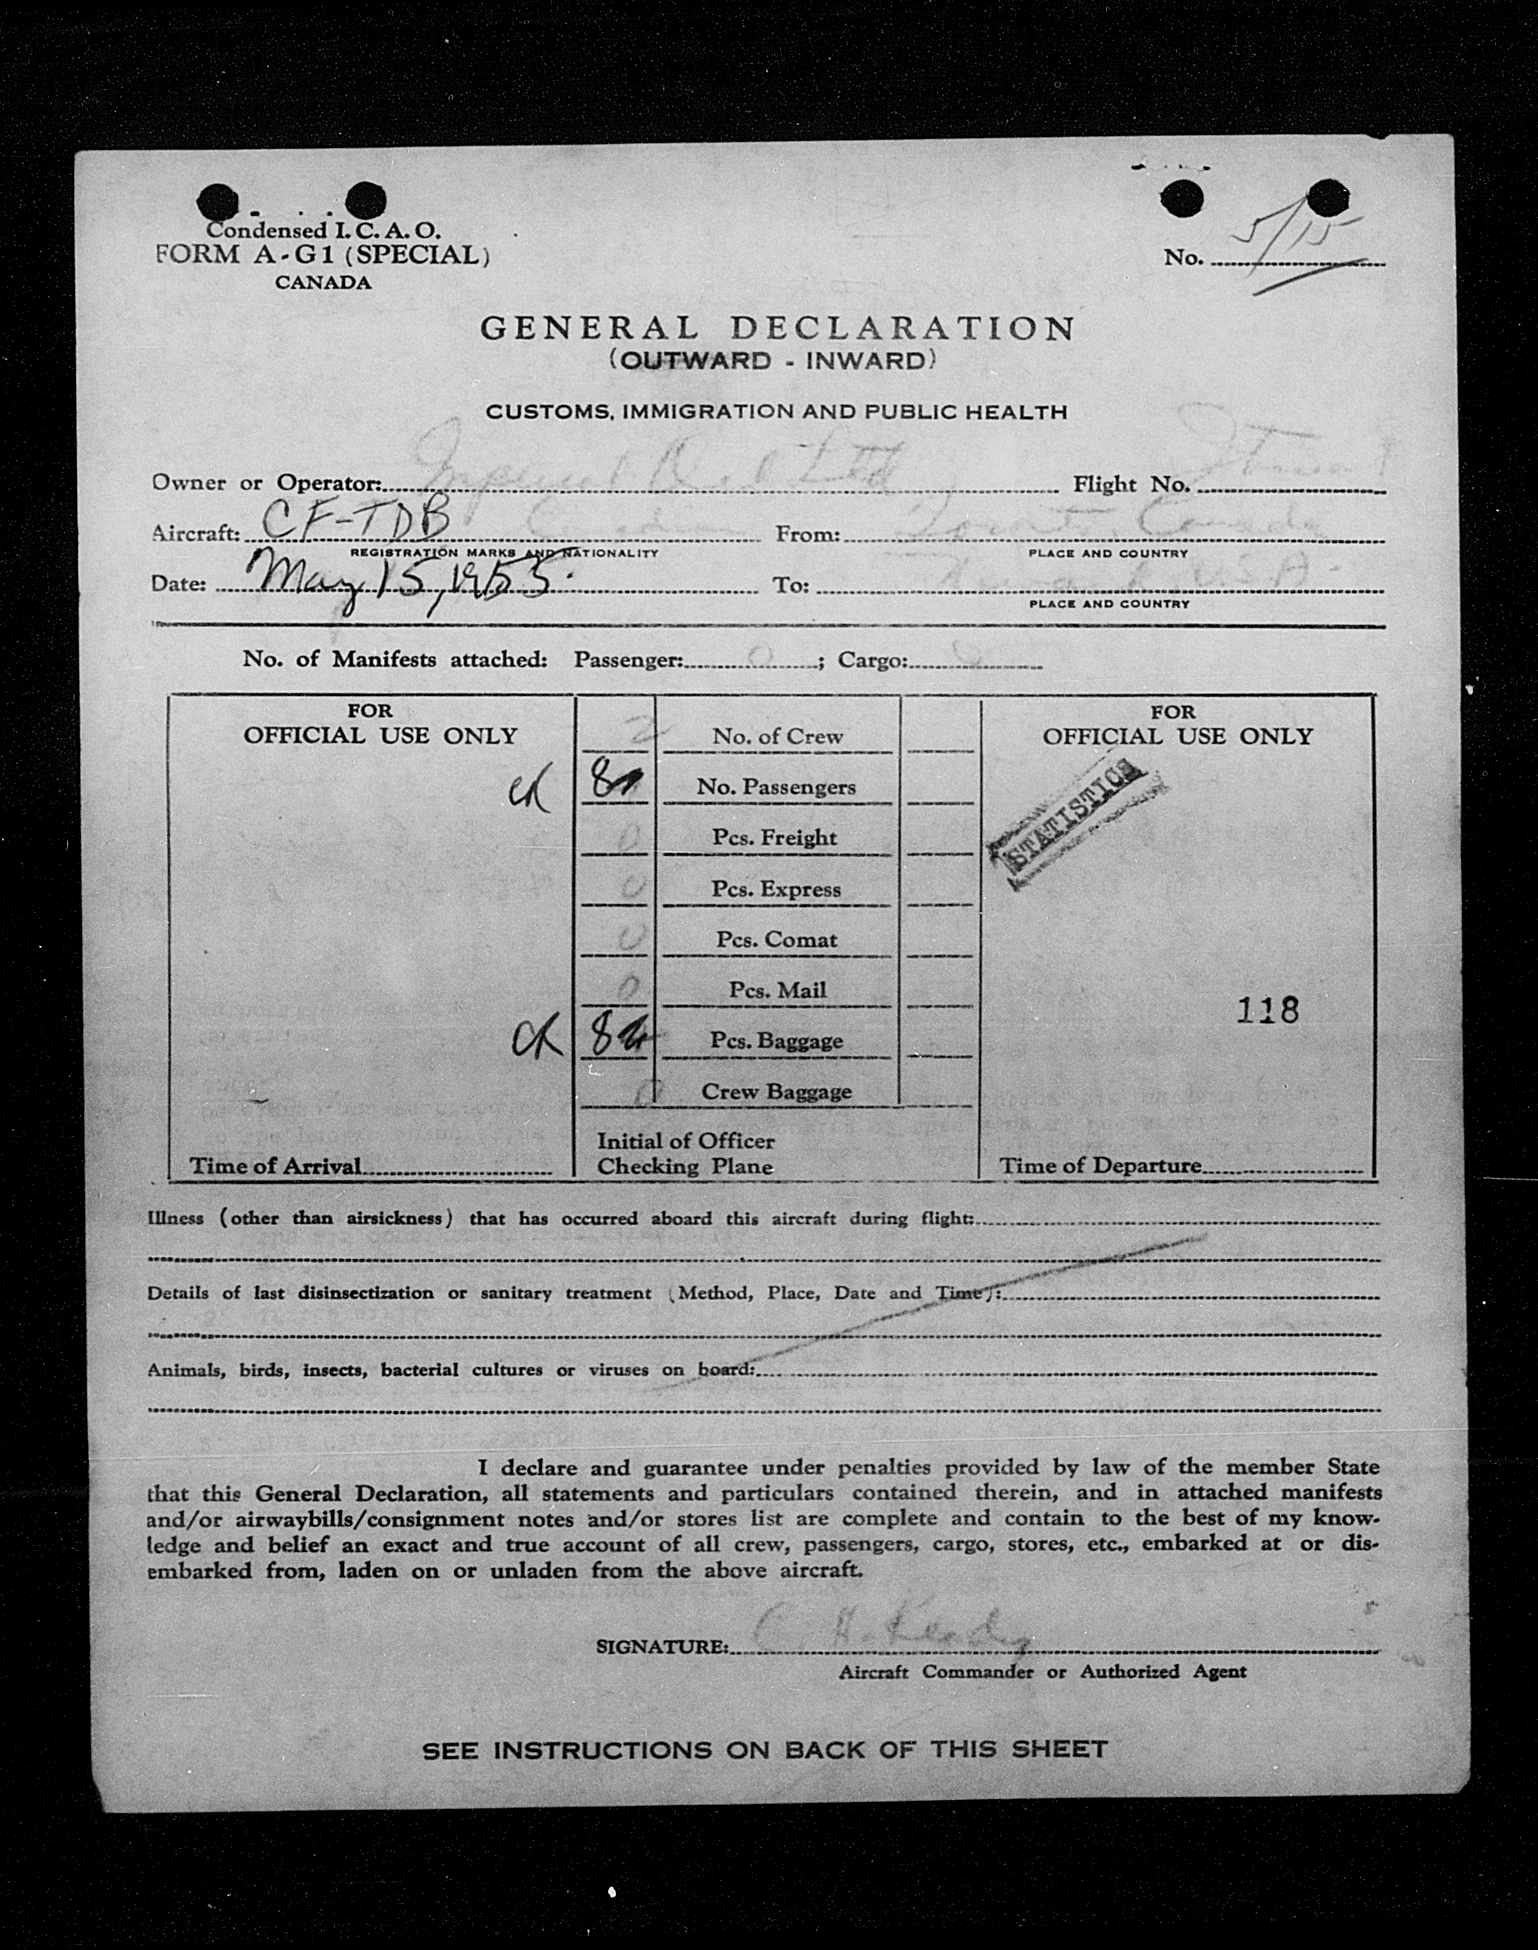 Condensed I. C. A. O.
FORM A-G1 (SPECIAL)
CANADA
No. 5/15
GENERAL DECLARATION
(OUTWARD - INWARD)
CUSTOMS, IMMIGRATION AND PUBLIC HEALTH
Owner or Operator: Imperial Oil Ltd Flight No.
Aircraft: CF-TDB Canadian From: Toronto, Canada
REGISTRATION MARKS AND NATIONALITY PLACE AND COUNTRY
Date: May 15, 1955. To: Newark U.S.A.
PLACE AND COUNTRY
No. of Manifests attached: Passenger: 0 ; Cargo: 0
FOR
OFFICIAL USE ONLY
2 No. of Crew
FOR
OFFICIAL USE ONLY
8 No. Passengers
STATISTICS
0 Pcs. Freight
0 Pcs. Express
0 Pcs. Comat
0 Pcs. Mail
118
8 Pcs. Baggage
0 Crew Baggage
Initial of Officer
Time of Arrival Checking Plane Time of Departure
Illness (other than airsickness) that has occurred aboard this aircraft during flight:
Details of last disinsectization or sanitary treatment (Method, Place, Date and Time):
Animals, birds, insects, bacterial cultures or viruses on board:
I declare and guarantee under penalties provided by law of the member State
that this General Declaration, all statements and particulars contained therein, and in attached manifests
and/or airwaybills/consignment notes and/or stores list are complete and contain to the best of my know-
ledge and belief an exact and true account of all crew, passengers, cargo, stores, etc., embarked at or dis-
embarked from, laden on or unladen from the above aircraft.
SIGNATURE: C. H. Keady
Aircraft Commander or Authorized Agent
SEE INSTRUCTIONS ON BACK OF THIS SHEET